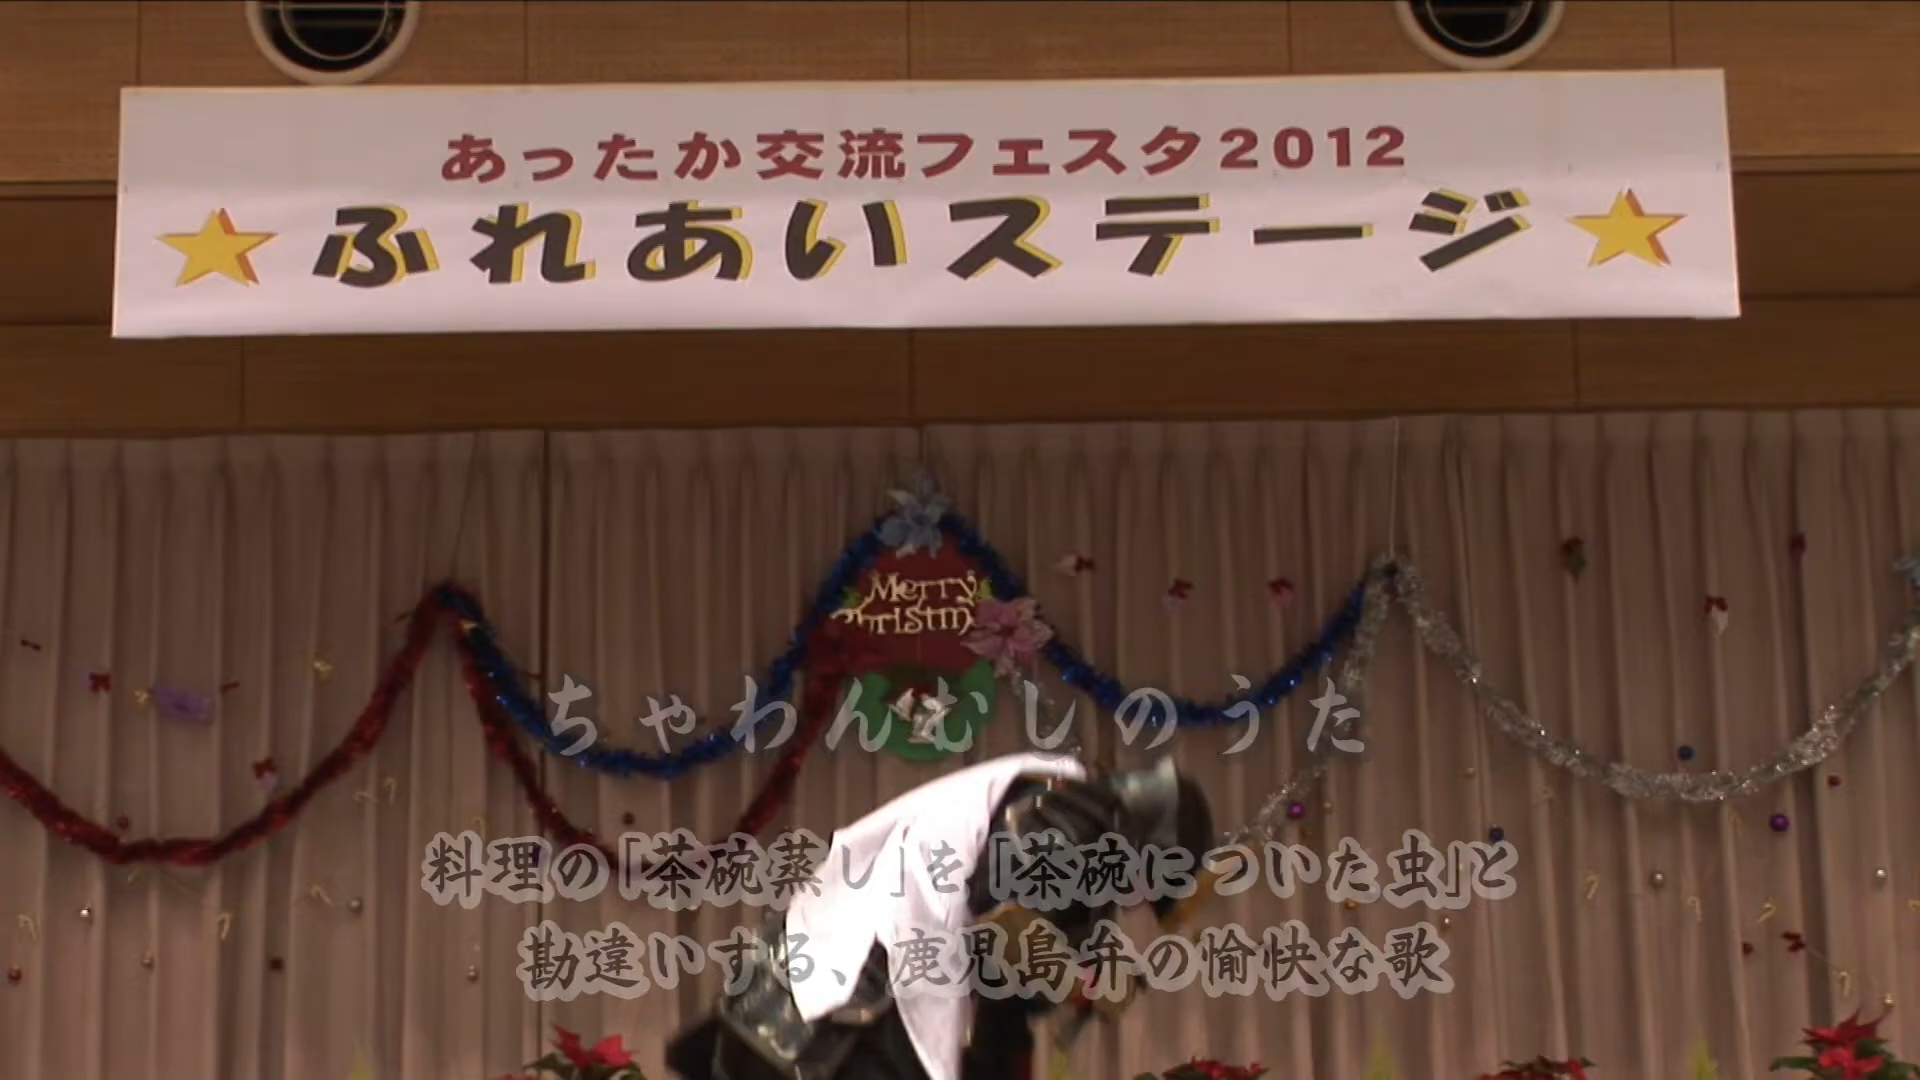 あったか交流フェスタ2012
★ふれあいステージ★
Merry
Christm
ちゃわんむしのうた
料理の「茶碗蒸し」を「茶碗についた虫」と
勘違いする、鹿児島弁の愉快な歌